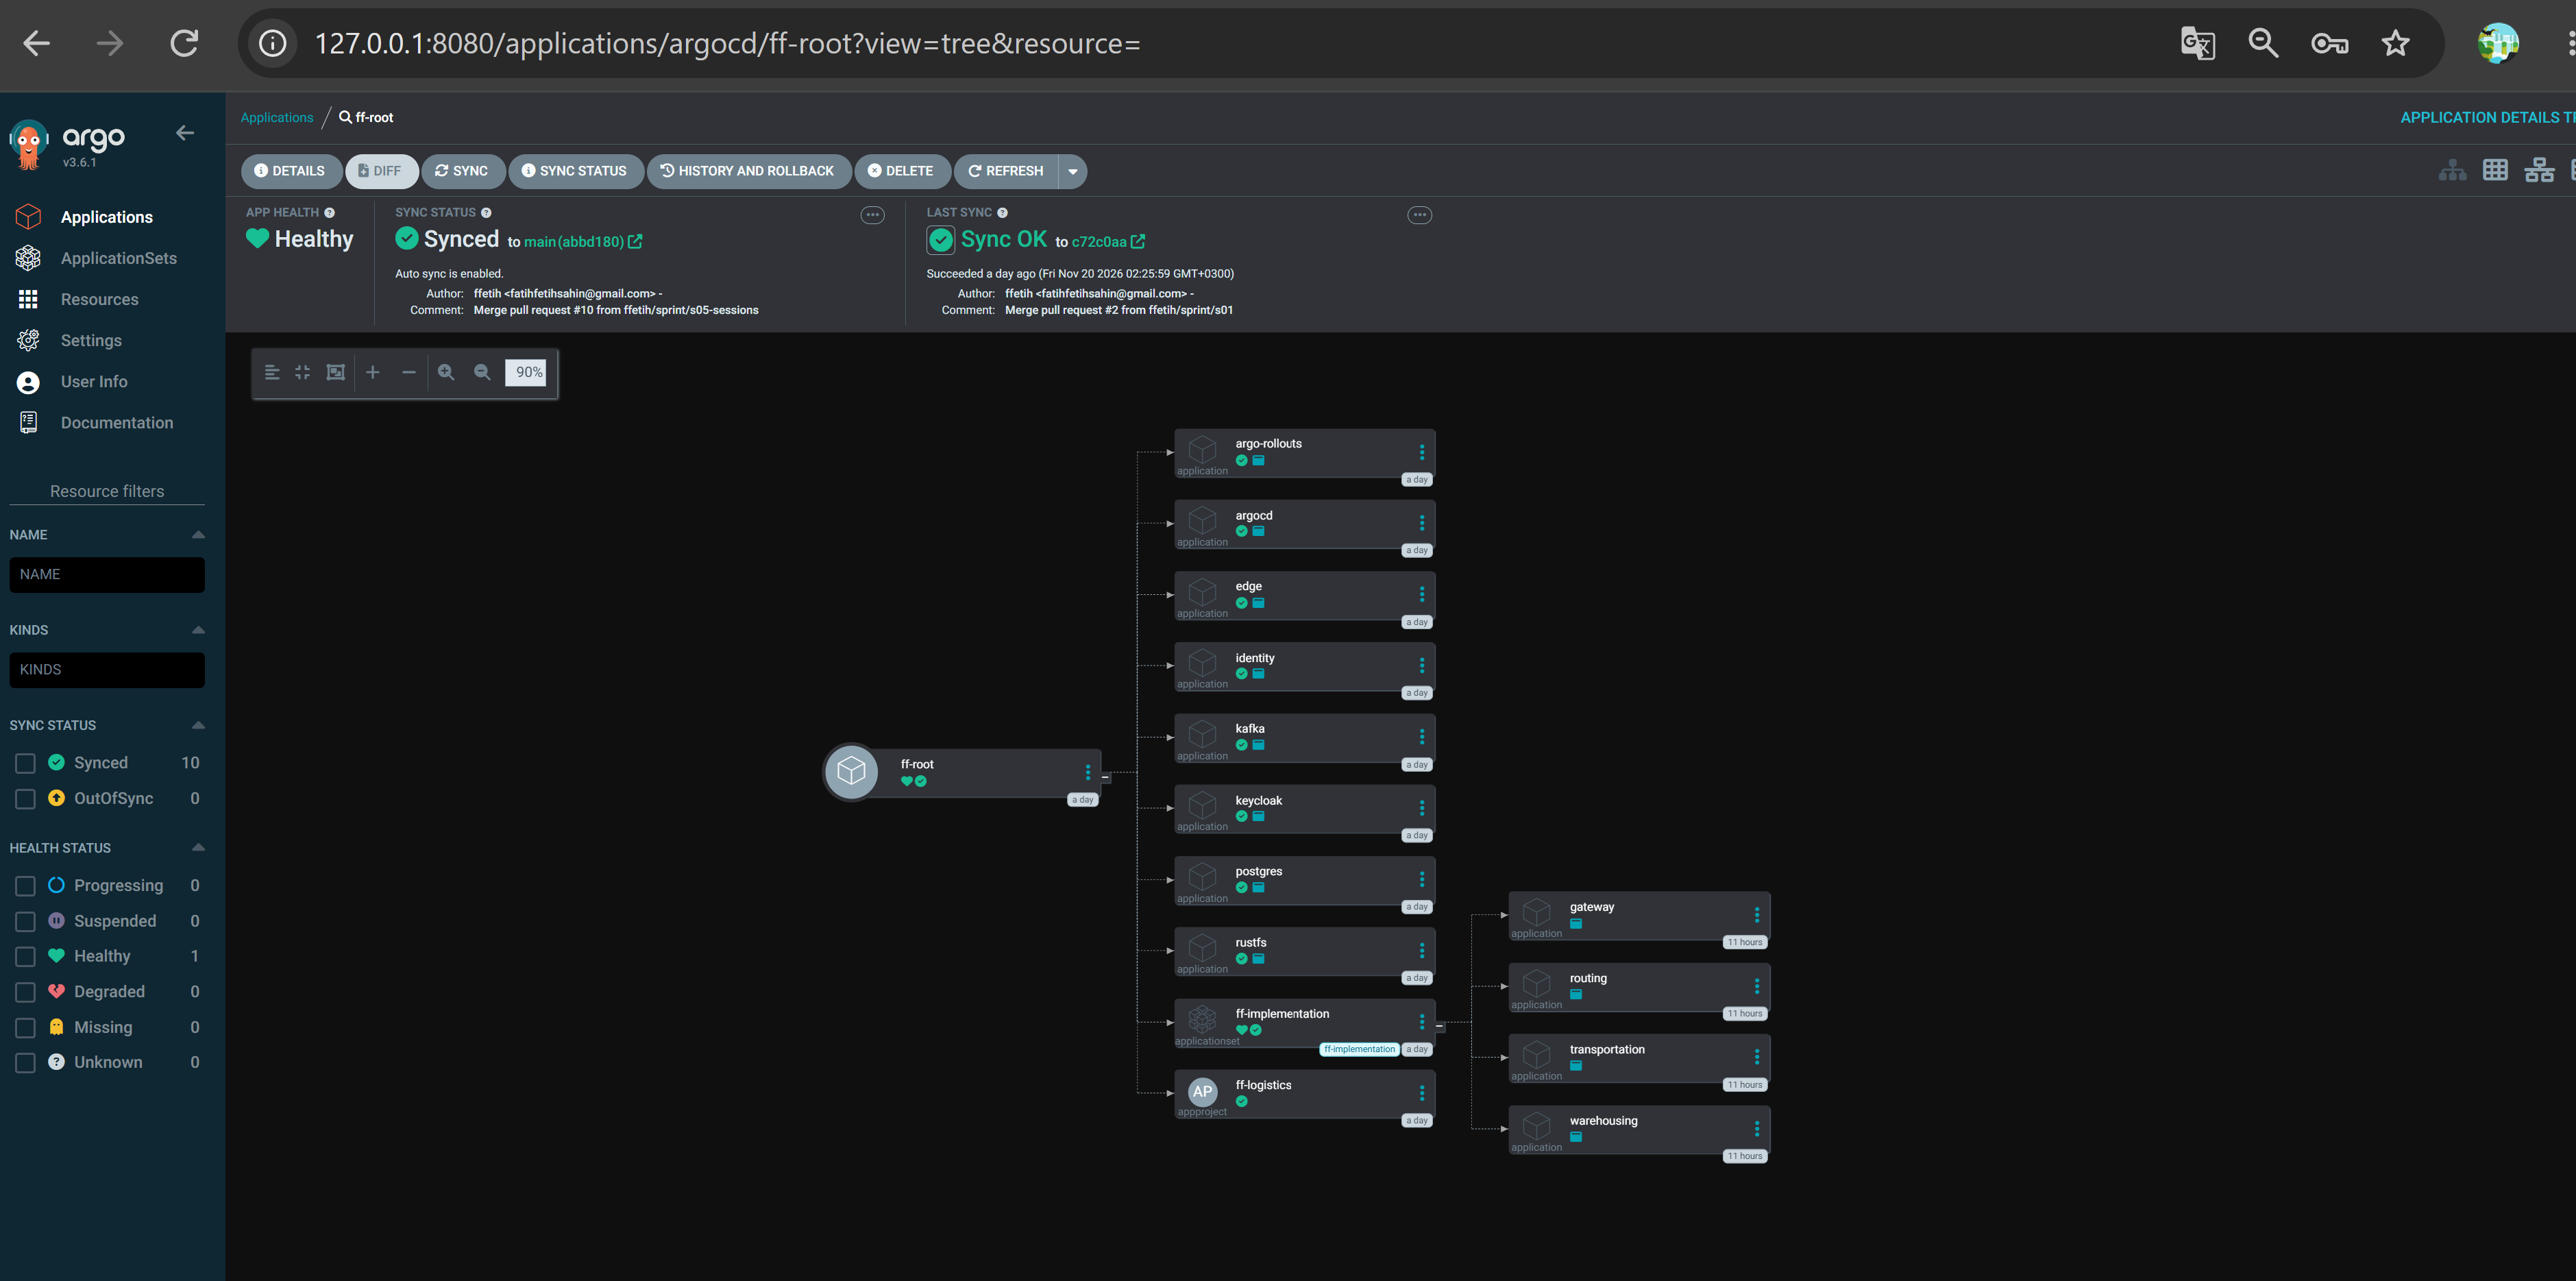 127.0.0.1:8080/applications/argocd/ff-root?view=tree&resource=
argo
v3.6.1
Applications
ApplicationSets
Resources
Settings
User Info
Documentation
Resource filters
NAME
NAME
KINDS
KINDS
SYNC STATUS
Synced 10
OutOfSync 0
HEALTH STATUS
Progressing 0
Suspended 0
Healthy 1
Degraded 0
Missing 0
Unknown 0
Applications / ff-root
APPLICATION DETAILS
DETAILS DIFF SYNC SYNC STATUS HISTORY AND ROLLBACK DELETE REFRESH
APP HEALTH
Healthy
SYNC STATUS
Synced to main (abbd180)
Auto sync is enabled.
Author: ffetih <fatihfetihsahin@gmail.com> -
Comment: Merge pull request #10 from ffetih/sprint/s05-sessions
LAST SYNC
Sync OK to c72c0aa
Succeeded a day ago (Fri Nov 20 2026 02:25:59 GMT+0300)
Author: ffetih <fatihfetihsahin@gmail.com> -
Comment: Merge pull request #2 from ffetih/sprint/s01
90%
ff-root
a day
argo-rollouts
application
a day
argocd
application
a day
edge
application
a day
identity
application
a day
kafka
application
a day
keycloak
application
a day
postgres
application
a day
rustfs
application
a day
ff-implementation
applicationset
ff-implementation a day
AP
ff-logistics
appproject
a day
gateway
application
11 hours
routing
application
11 hours
transportation
application
11 hours
warehousing
application
11 hours